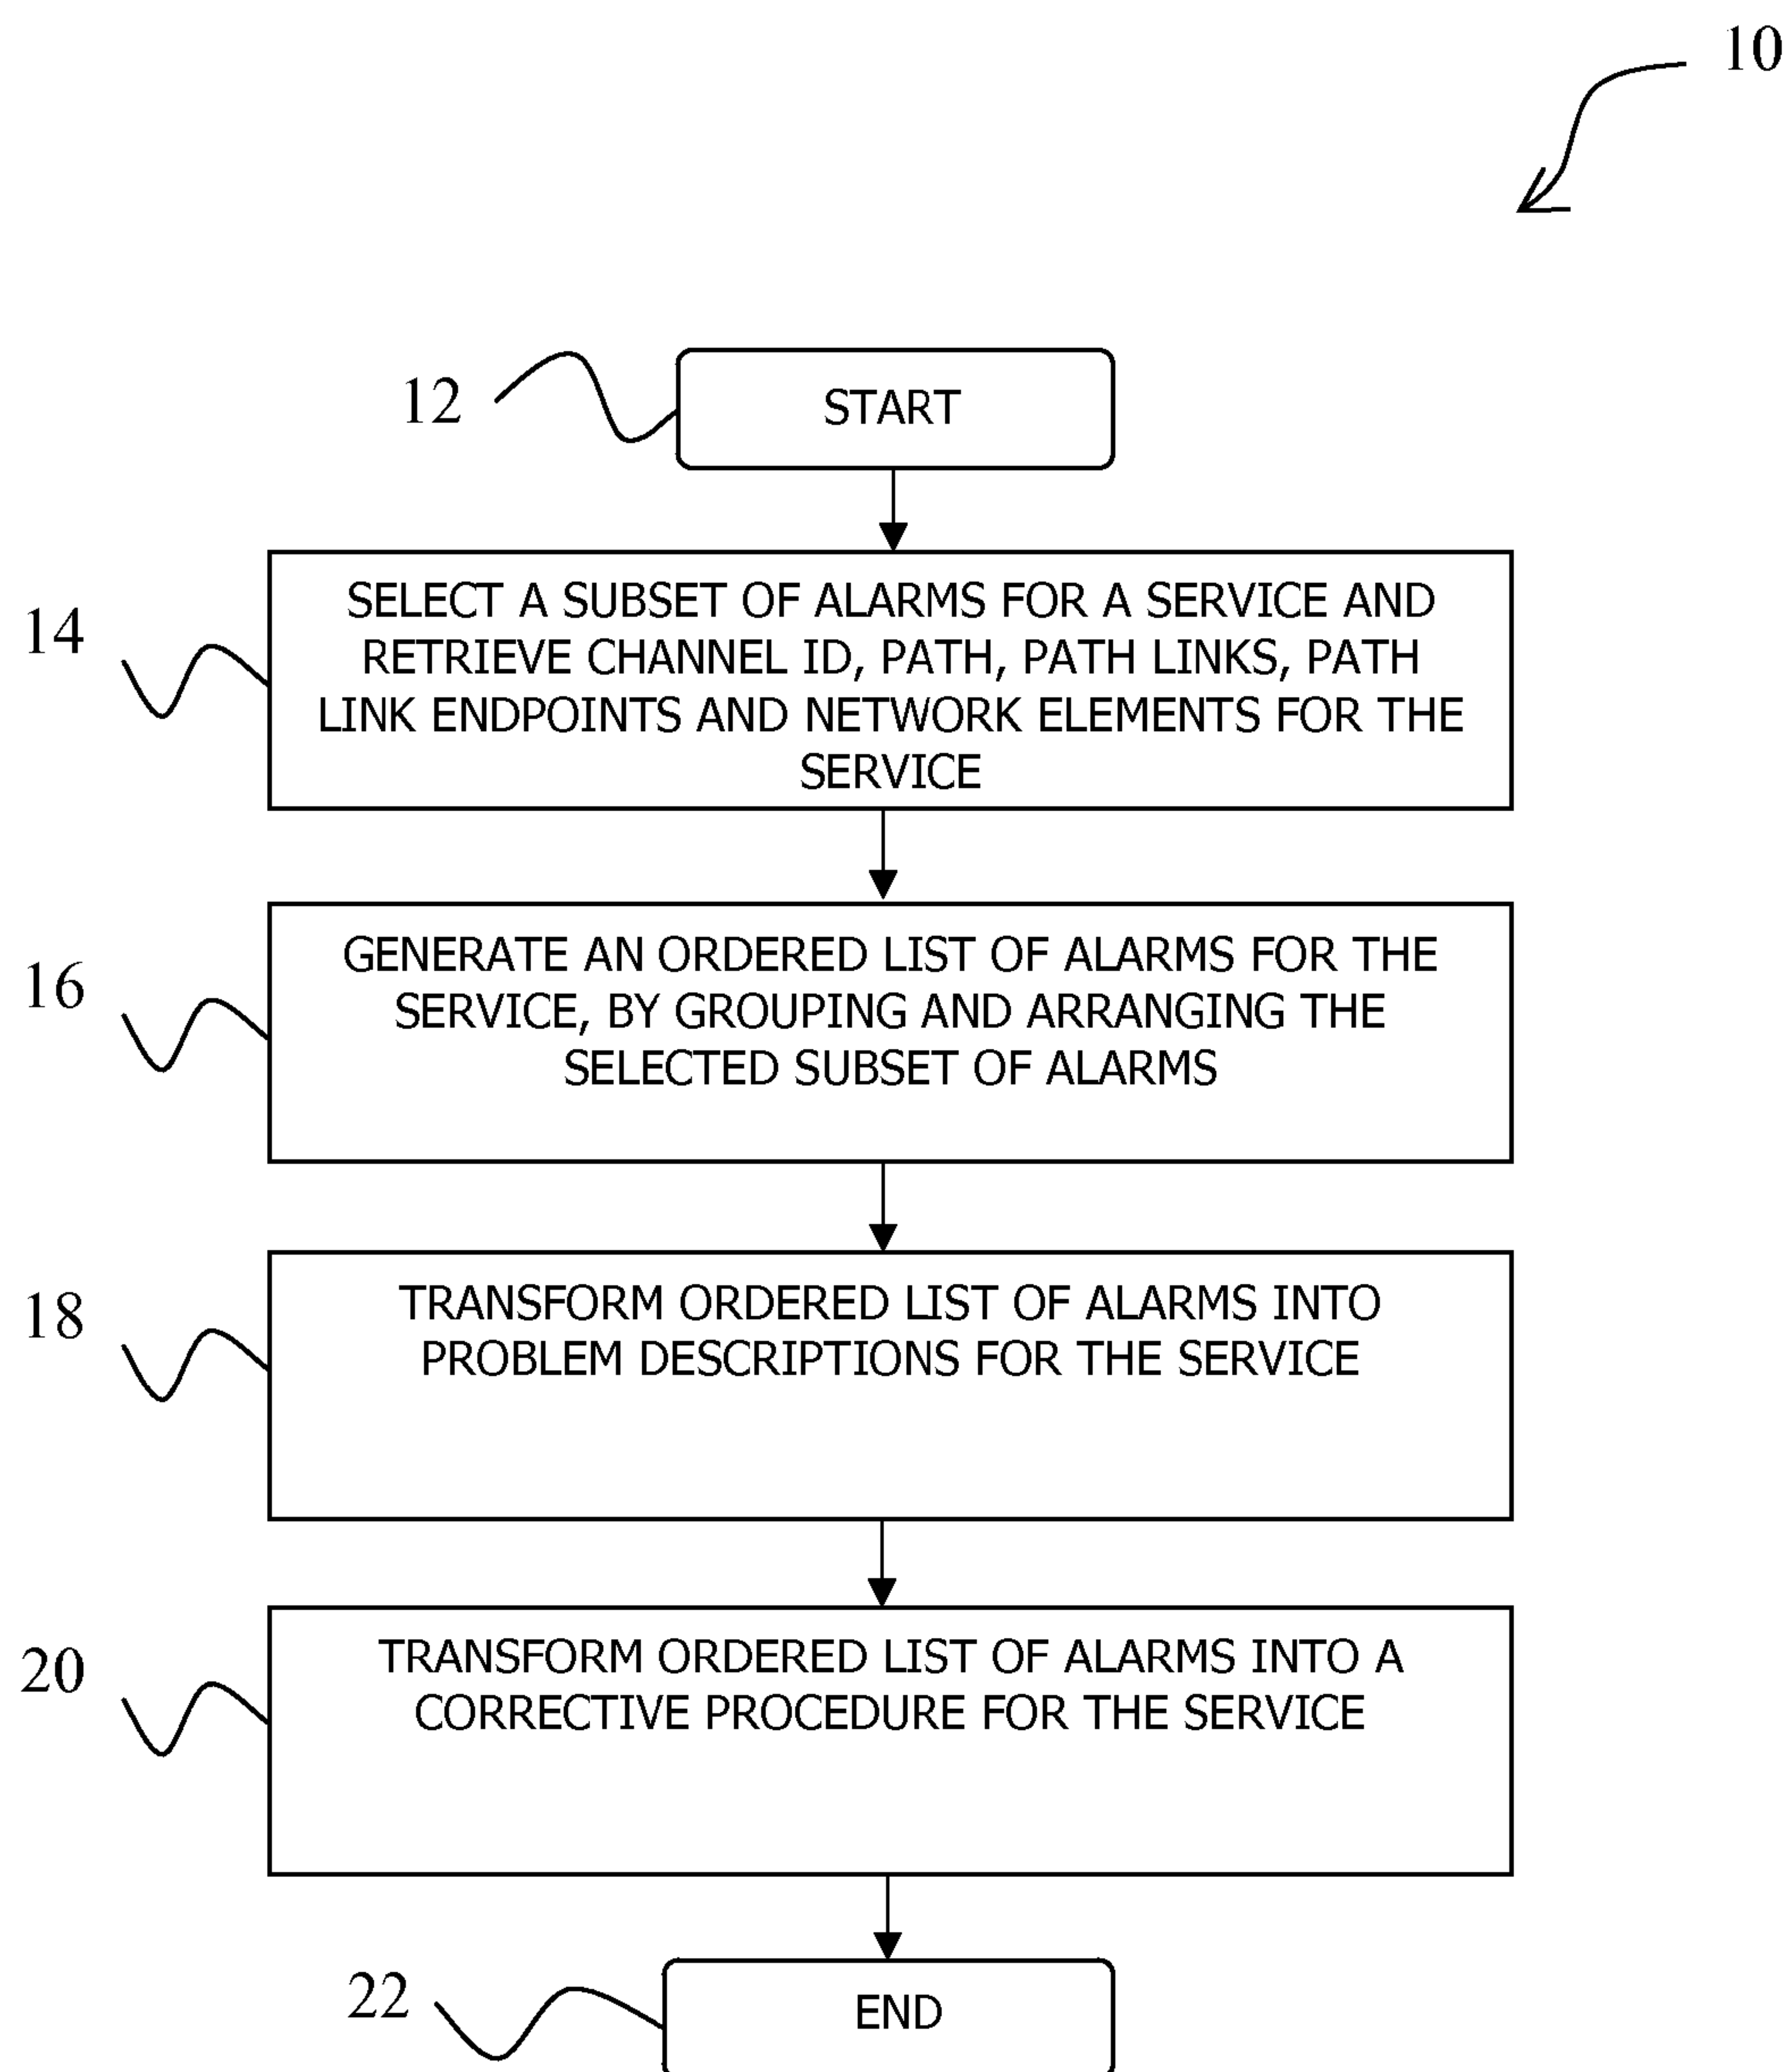 10
12
START
14
SELECT A SUBSET OF ALARMS FOR A SERVICE AND
RETRIEVE CHANNEL ID, PATH, PATH LINKS, PATH
LINK ENDPOINTS AND NETWORK ELEMENTS FOR THE
SERVICE
16
GENERATE AN ORDERED LIST OF ALARMS FOR THE
SERVICE, BY GROUPING AND ARRANGING THE
SELECTED SUBSET OF ALARMS
18
TRANSFORM ORDERED LIST OF ALARMS INTO
PROBLEM DESCRIPTIONS FOR THE SERVICE
20
TRANSFORM ORDERED LIST OF ALARMS INTO A
CORRECTIVE PROCEDURE FOR THE SERVICE
22
END